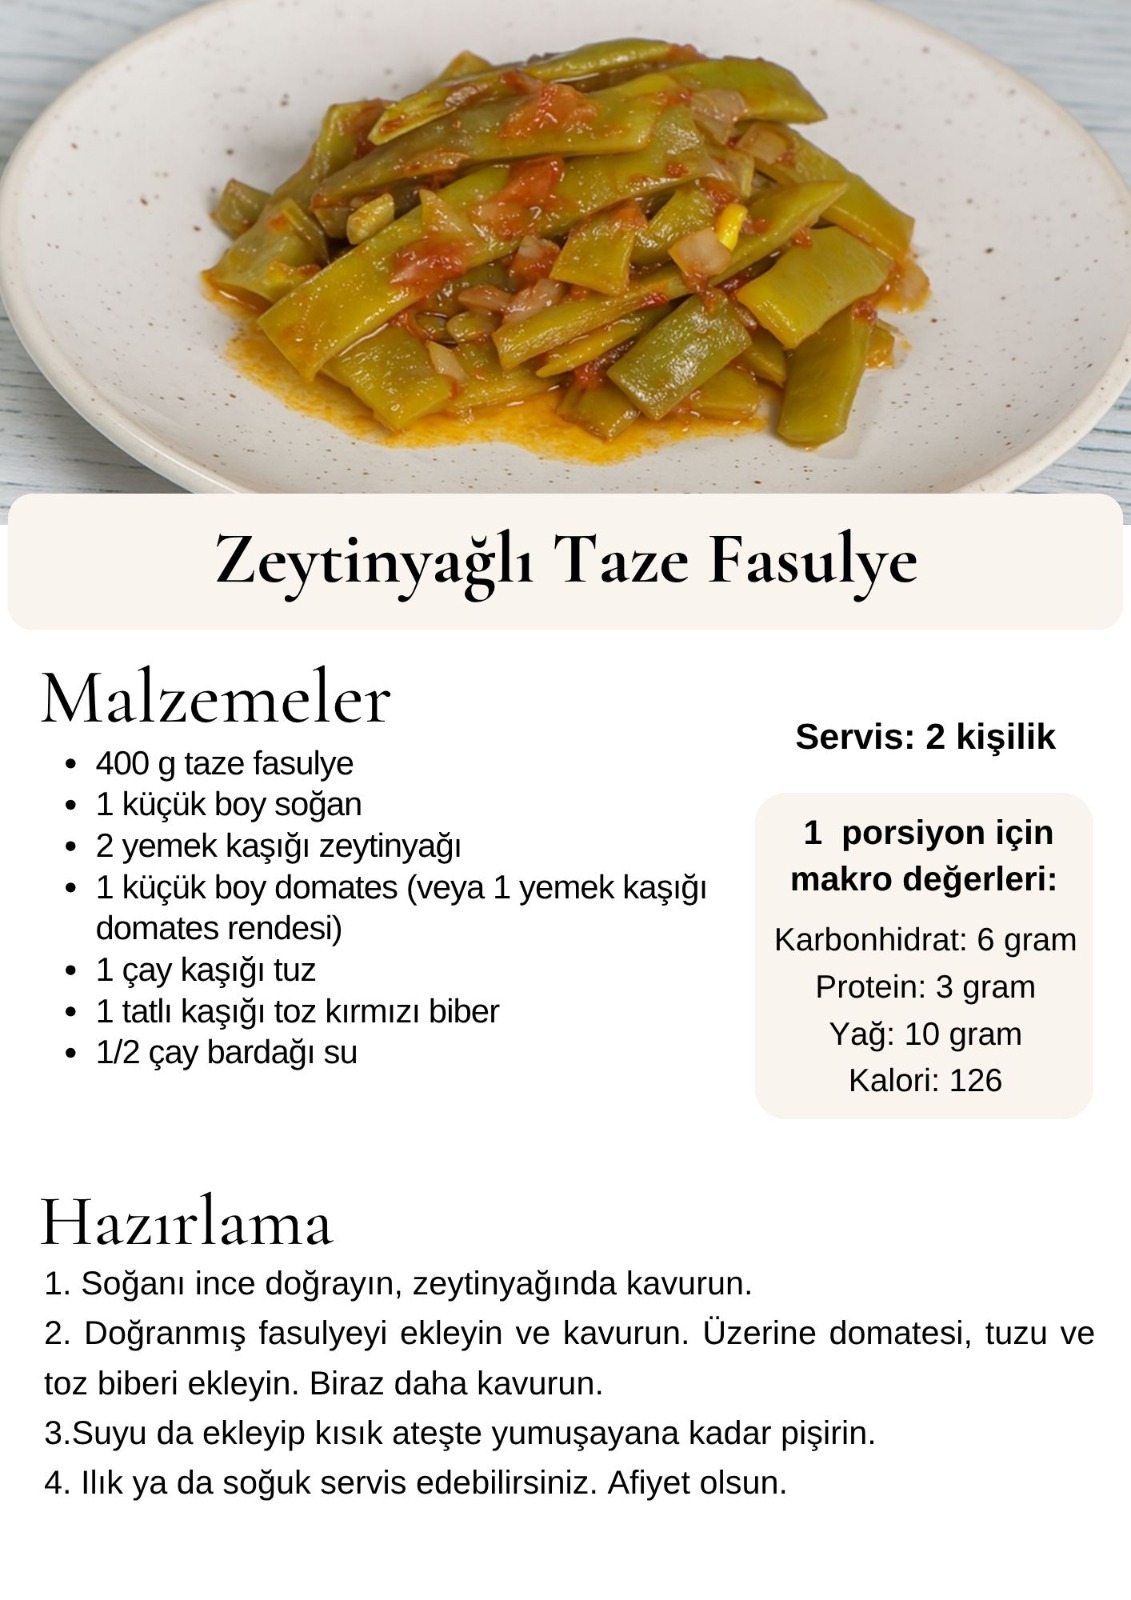 Zeytinyağlı Taze Fasulye
Malzemeler
• 400 g taze fasulye
• 1 küçük boy soğan
• 2 yemek kaşığı zeytinyağı
• 1 küçük boy domates (veya 1 yemek kaşığı
domates rendesi)
• 1 çay kaşığı tuz
• 1 tatlı kaşığı toz kırmızı biber
• 1/2 çay bardağı su
Servis: 2 kişilik
1 porsiyon için
makro değerleri:
Karbonhidrat: 6 gram
Protein: 3 gram
Yağ: 10 gram
Kalori: 126
Hazırlama
1. Soğanı ince doğrayın, zeytinyağında kavurun.
2. Doğranmış fasulyeyi ekleyin ve kavurun. Üzerine domatesi, tuzu ve
toz biberi ekleyin. Biraz daha kavurun.
3.Suyu da ekleyip kısık ateşte yumuşayana kadar pişirin.
4. Ilık ya da soğuk servis edebilirsiniz. Afiyet olsun.